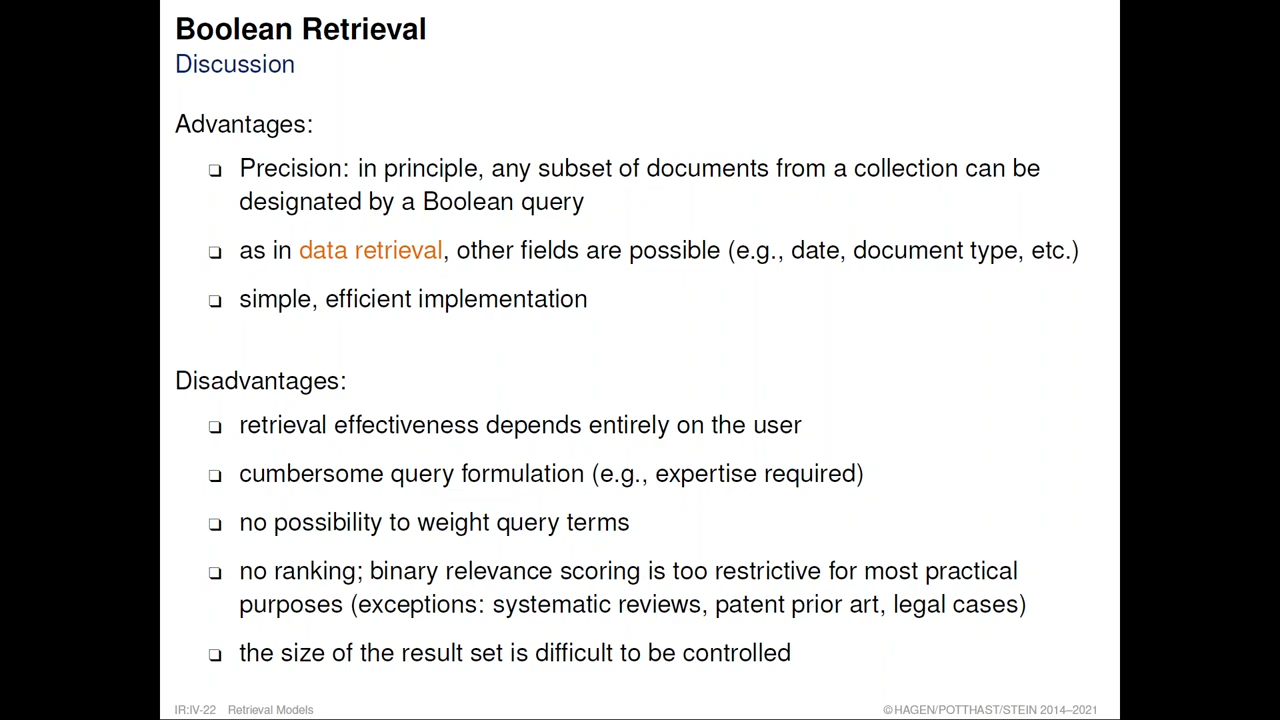 Boolean Retrieval
Discussion
Advantages:
❑ Precision: in principle, any subset of documents from a collection can be
designated by a Boolean query
❑ as in data retrieval, other fields are possible (e.g., date, document type, etc.)
❑ simple, efficient implementation
Disadvantages:
❑ retrieval effectiveness depends entirely on the user
❑ cumbersome query formulation (e.g., expertise required)
❑ no possibility to weight query terms
❑ no ranking; binary relevance scoring is too restrictive for most practical
purposes (exceptions: systematic reviews, patent prior art, legal cases)
❑ the size of the result set is difficult to be controlled
IR:IV-22 Retrieval Models ©HAGEN/POTTHAST/STEIN 2014–2021